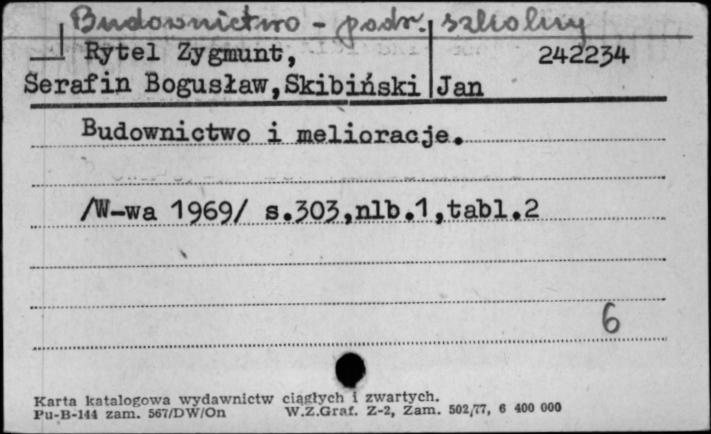 Budownictwo - podr. szkolny
Rytel Zygmunt, 242234
Serafin Bogusław, Skibiński Jan
Budownictwo i melioracje.
/W-wa 1969/ s.303,nlb.1,tabl.2
6
Karta katalogowa wydawnictw ciągłych i zwartych.
Pu-B-144 zam. 567/DW/On W.Z.Graf. Z-2, Zam. 502/77, 6 400 000